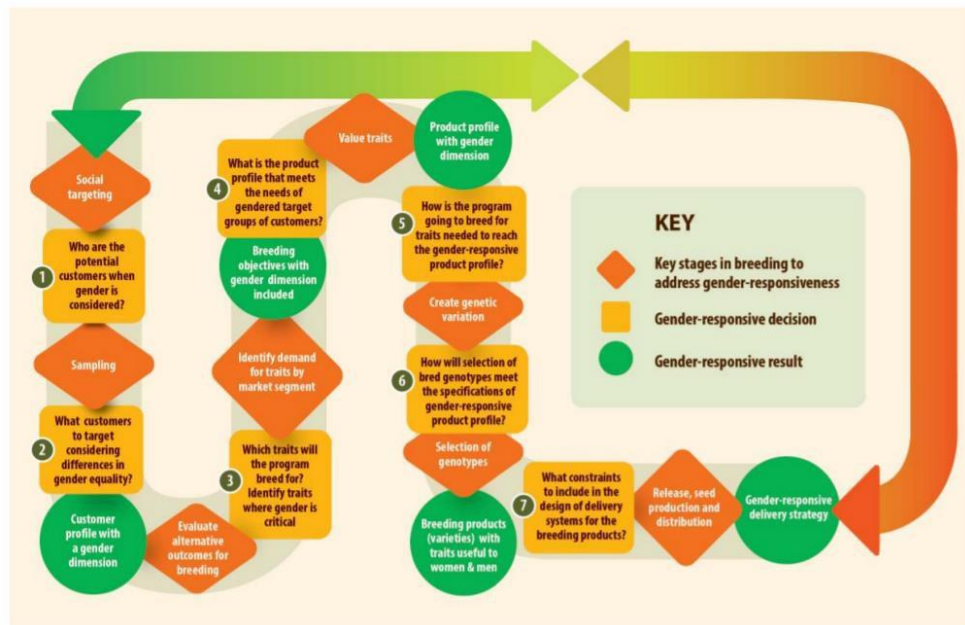 Social
targeting
1
Who are the
potential
customers when
gender is
considered?
Sampling
2
What customers
to target
considering
differences in
gender equality?
Customer
profile with
a gender
dimension
Evaluate
alternative
outcomes for
breeding
3
Which traits will
the program
breed for?
Identify traits
where gender is
critical
Identify demand
for traits by
market segment
Breeding
objectives with
gender dimension
included
4
What is the product
profile that meets
the needs of
gendered target
groups of customers?
Value traits
Product profile
with gender
dimension
5
How is the program
going to breed for
traits needed to reach
the gender-responsive
product profile?
Create genetic
variation
6
How will selection of
bred genotypes meet
the specifications of
gender-responsive
product profile?
Selection of
genotypes
Breeding products
(varieties) with
traits useful to
women & men
7
What constraints
to include in the
design of delivery
systems for the
breeding products?
Release, seed
production and
distribution
Gender-responsive
delivery strategy
KEY
Key stages in breeding to
address gender-responsiveness
Gender-responsive decision
Gender-responsive result